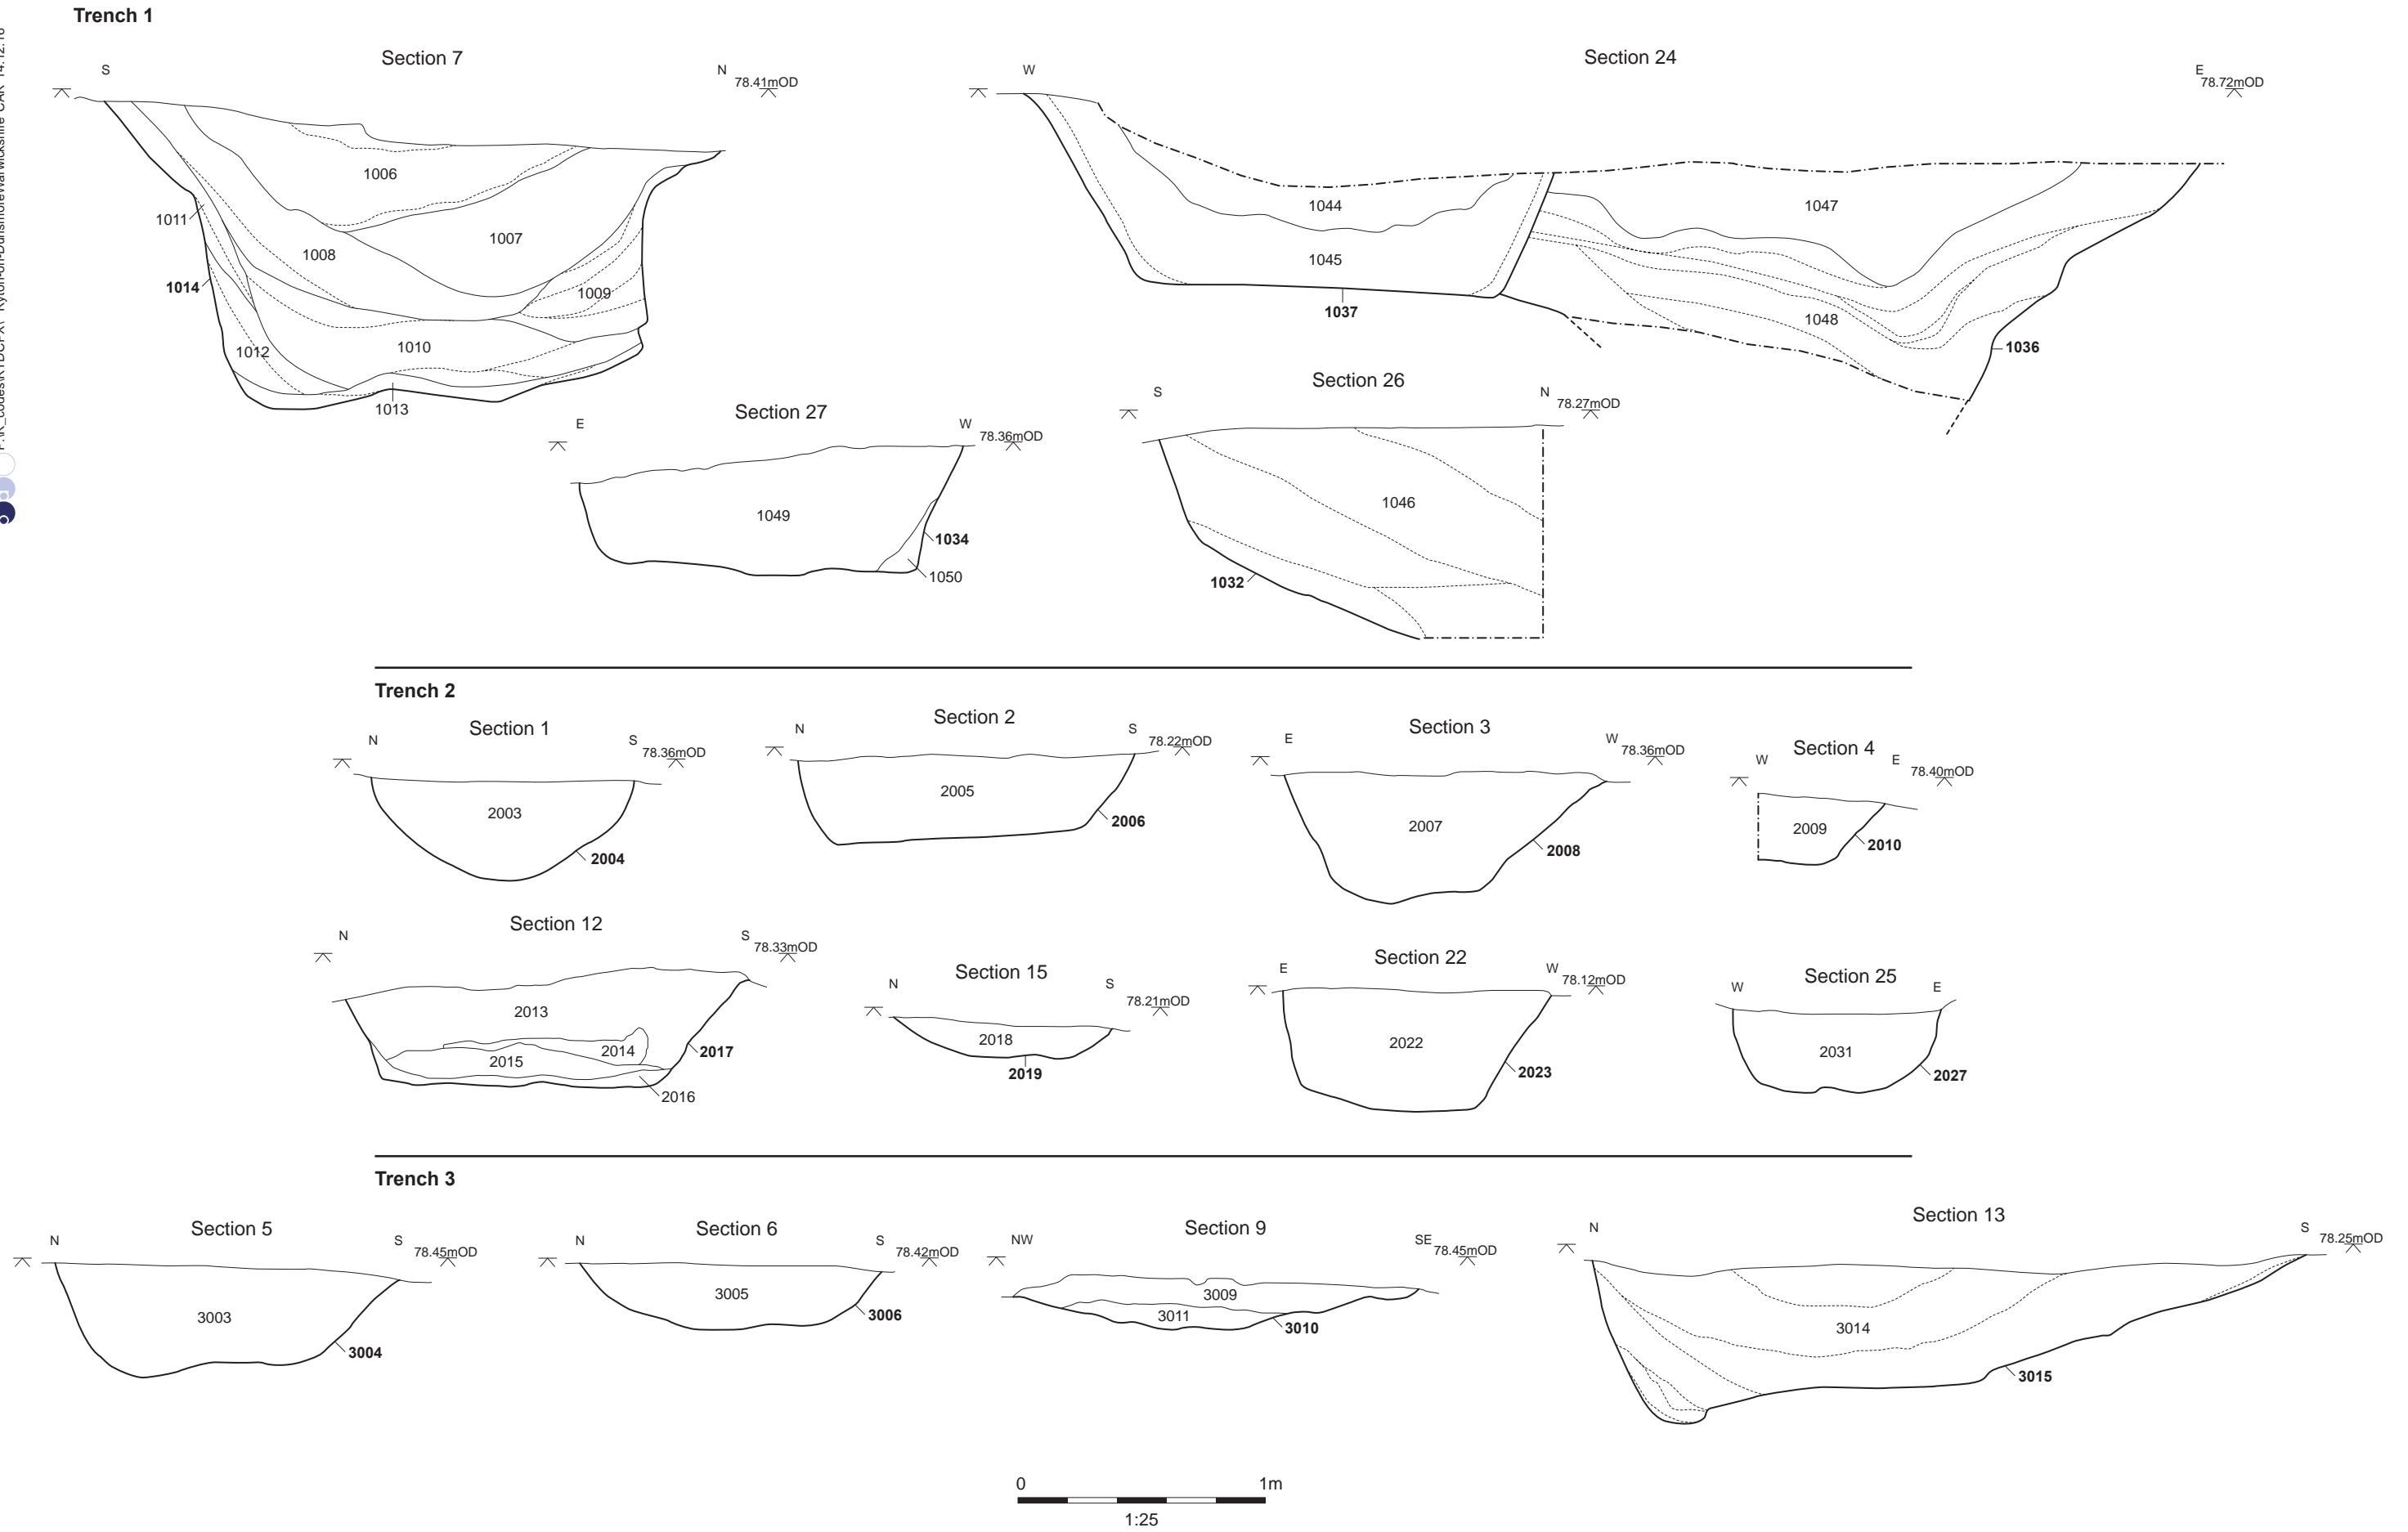 Trench 1
Section 7
S
N
78.41mOD
1006
1011
1007
1008
1014
1009
1012
1010
1013
Section 24
W
E
78.72mOD
1044
1047
1045
1037
1048
1036
Section 27
E
W
78.36mOD
1049
1034
1050
Section 26
S
N
78.27mOD
1046
1032
Trench 2
Section 1
N
S
78.36mOD
2003
2004
Section 2
N
S
78.22mOD
2005
2006
Section 3
E
W
78.36mOD
2007
2008
Section 4
W
E
78.40mOD
2009
2010
Section 12
N
S
78.33mOD
2013
2014
2015
2017
2016
Section 15
N
S
78.21mOD
2018
2019
Section 22
E
W
78.12mOD
2022
2023
Section 25
W
E
2031
2027
Trench 3
Section 5
N
S
78.45mOD
3003
3004
Section 6
N
S
78.42mOD
3005
3006
Section 9
NW
SE
78.45mOD
3009
3011
3010
Section 13
N
S
78.25mOD
3014
3015
0
1m
1:25